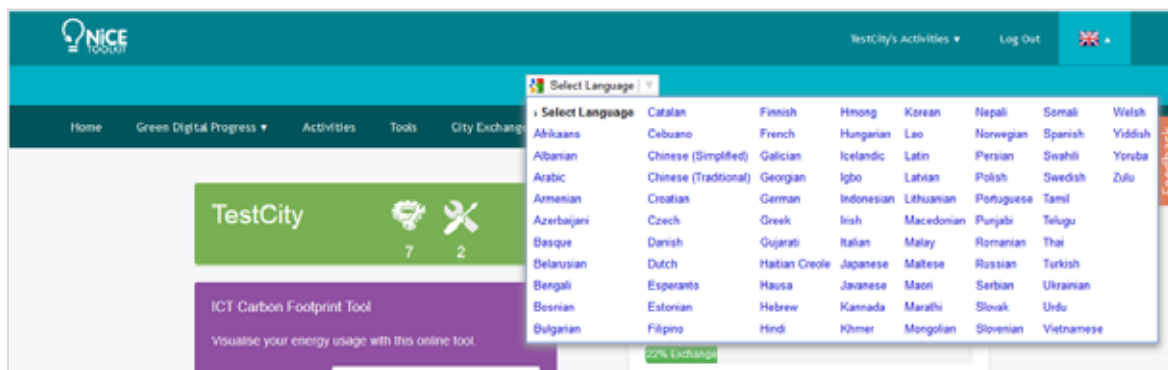 NiCE
TOOLKIT
TestCity's Activities ▾ Log Out
Select Language
Home Green Digital Progress ▾ Activities Tools City Exchange
› Select Language Catalan Finnish Hmong Korean Nepali Somali Welsh
Afrikaans Cebuano French Hungarian Lao Norwegian Spanish Yiddish
Albanian Chinese (Simplified) Galician Icelandic Latin Persian Swahili Yoruba
Arabic Chinese (Traditional) Georgian Igbo Latvian Polish Swedish Zulu
Armenian Croatian German Indonesian Lithuanian Portuguese Tamil
Azerbaijani Czech Greek Irish Macedonian Punjabi Telugu
Basque Danish Gujarati Italian Malay Romanian Thai
Belarusian Dutch Haitian Creole Japanese Maltese Russian Turkish
Bengali Esperanto Hausa Javanese Maori Serbian Ukrainian
Bosnian Estonian Hebrew Kannada Marathi Slovak Urdu
Bulgarian Filipino Hindi Khmer Mongolian Slovenian Vietnamese
Feedback
TestCity
7 2
ICT Carbon Footprint Tool
Visualise your energy usage with this online tool.
22% Exchange